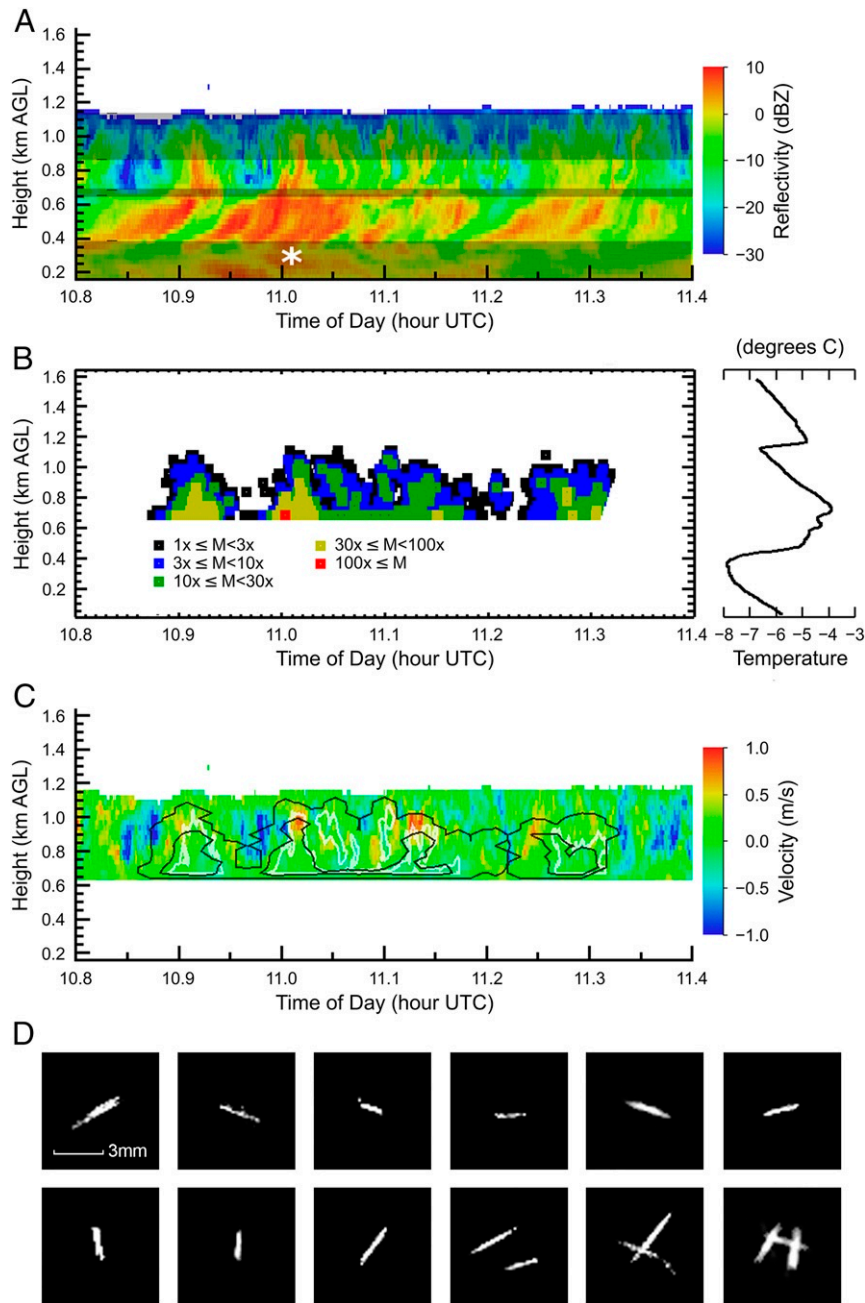 A
1.6
1.4
1.2
1.0
0.8
0.6
0.4
0.2
Height (km AGL)
10.8 10.9 11.0 11.1 11.2 11.3 11.4
Time of Day (hour UTC)
10
0
−10
−20
−30
Reflectivity (dBZ)
*
B
1.6
1.4
1.2
1.0
0.8
0.6
0.4
0.2
Height (km AGL)
1x ≤ M<3x
3x ≤ M<10x
10x ≤ M<30x
30x ≤ M<100x
100x ≤ M
10.8 10.9 11.0 11.1 11.2 11.3 11.4
Time of Day (hour UTC)
(degrees C)
−8 −7 −6 −5 −4 −3
Temperature
C
1.6
1.4
1.2
1.0
0.8
0.6
0.4
0.2
Height (km AGL)
10.8 10.9 11.0 11.1 11.2 11.3 11.4
Time of Day (hour UTC)
1.0
0.5
0.0
−0.5
−1.0
Velocity (m/s)
D
3mm